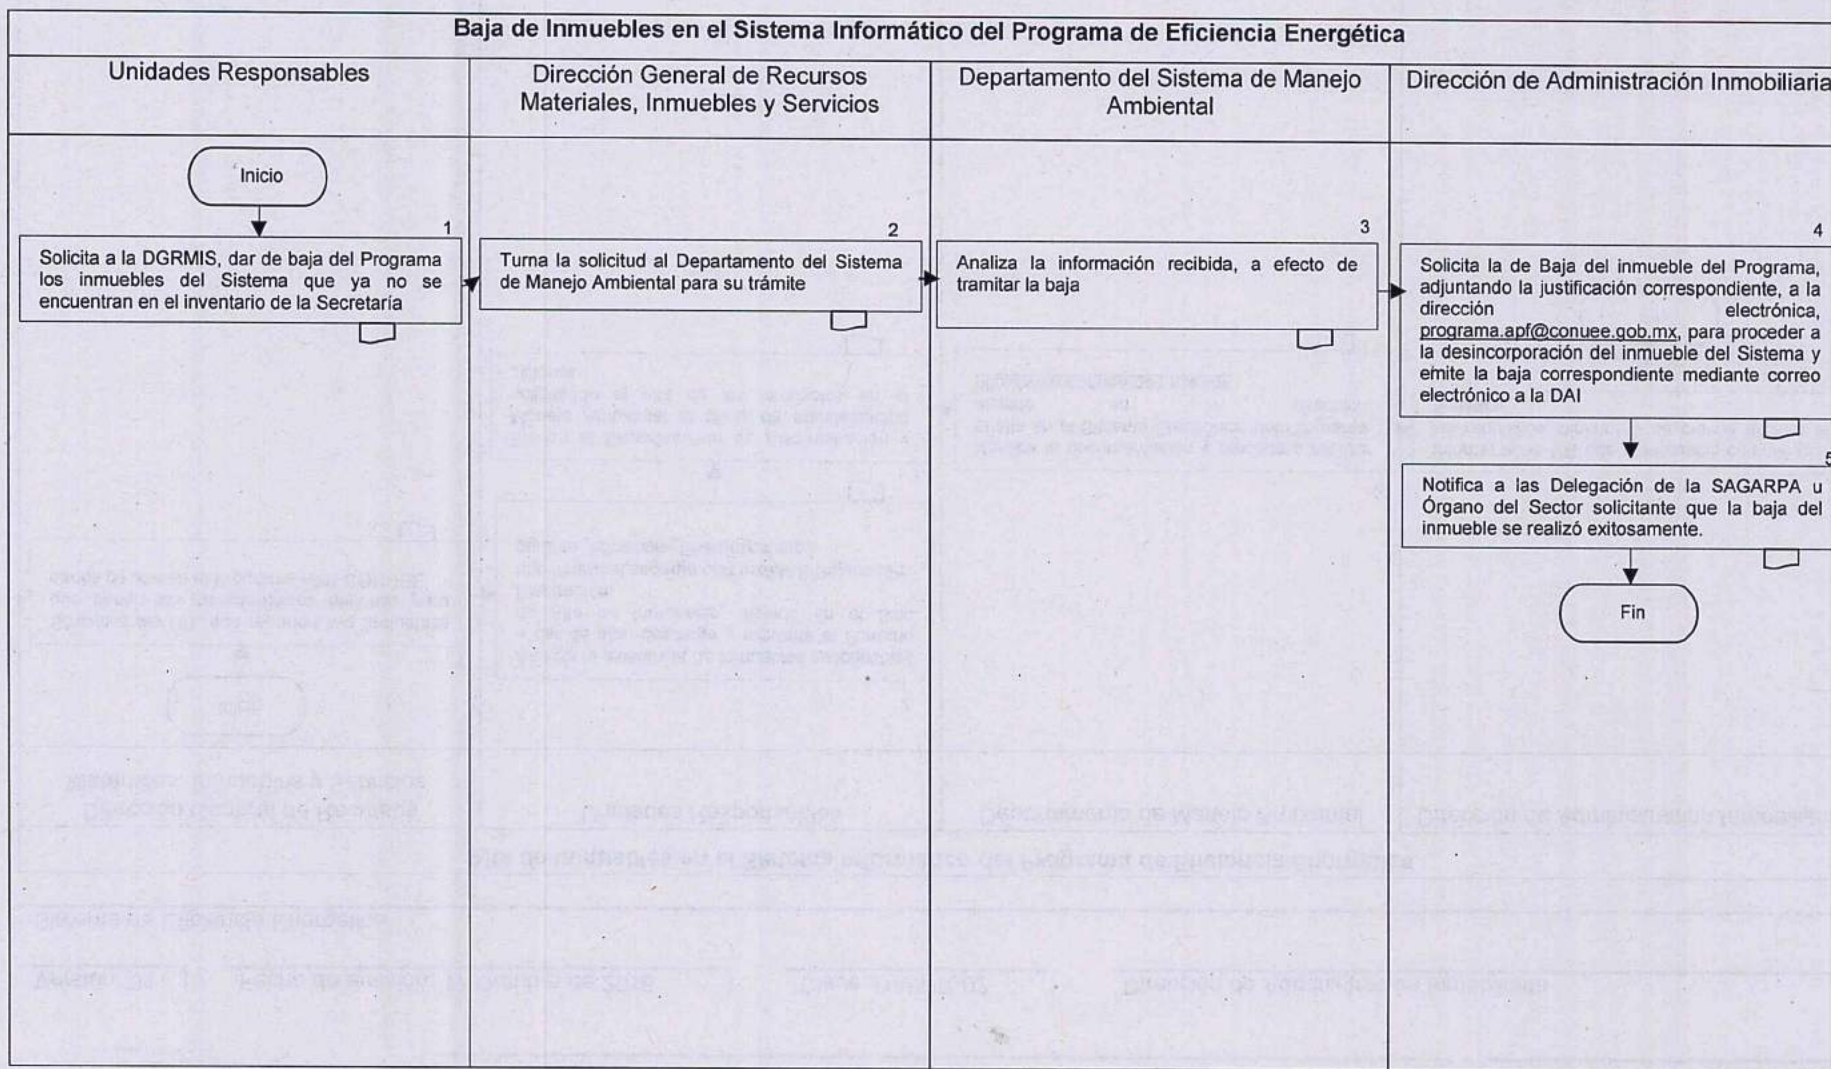 Baja de Inmuebles en el Sistema Informático del Programa de Eficiencia Energética
Unidades Responsables
Dirección General de Recursos
Materiales, Inmuebles y Servicios
Departamento del Sistema de Manejo
Ambiental
Dirección de Administración Inmobiliaria
Inicio
1
Solicita a la DGRMIS, dar de baja del Programa
los inmuebles del Sistema que ya no se
encuentran en el inventario de la Secretaría
2
Turna la solicitud al Departamento del Sistema
de Manejo Ambiental para su trámite
3
Analiza la información recibida, a efecto de
tramitar la baja
4
Solicita la de Baja del inmueble del Programa,
adjuntando la justificación correspondiente, a la
dirección electrónica,
programa.apf@conuee.gob.mx, para proceder a
la desincorporación del inmueble del Sistema y
emite la baja correspondiente mediante correo
electrónico a la DAI
5
Notifica a las Delegación de la SAGARPA u
Órgano del Sector solicitante que la baja del
inmueble se realizó exitosamente.
Fin